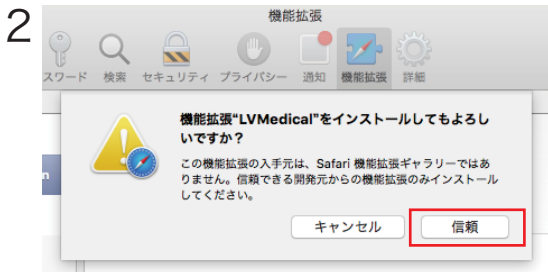 2
機能拡張
スワード 検索 セキュリティ プライバシー 通知 機能拡張 詳細
機能拡張“LVMedical”をインストールしてもよろし
いですか？
この機能拡張の入手元は、Safari 機能拡張ギャラリーではあ
りません。信頼できる開発元からの機能拡張のみインストール
してください。
n
キャンセル 信頼